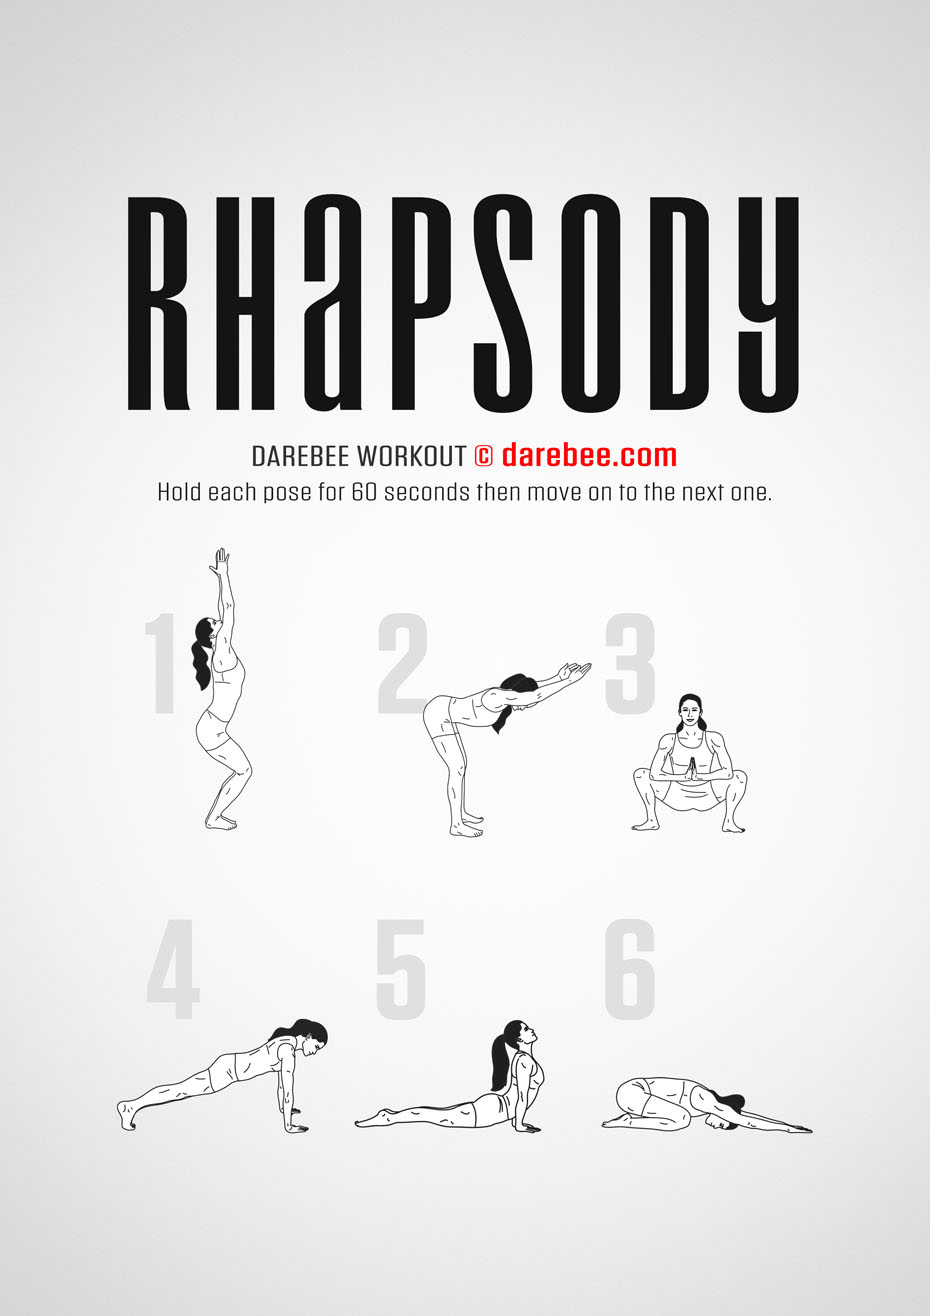 RHAPSODY
DAREBEE WORKOUT © darebee.com
Hold each pose for 60 seconds then move on to the next one.
1 2 3
4 5 6